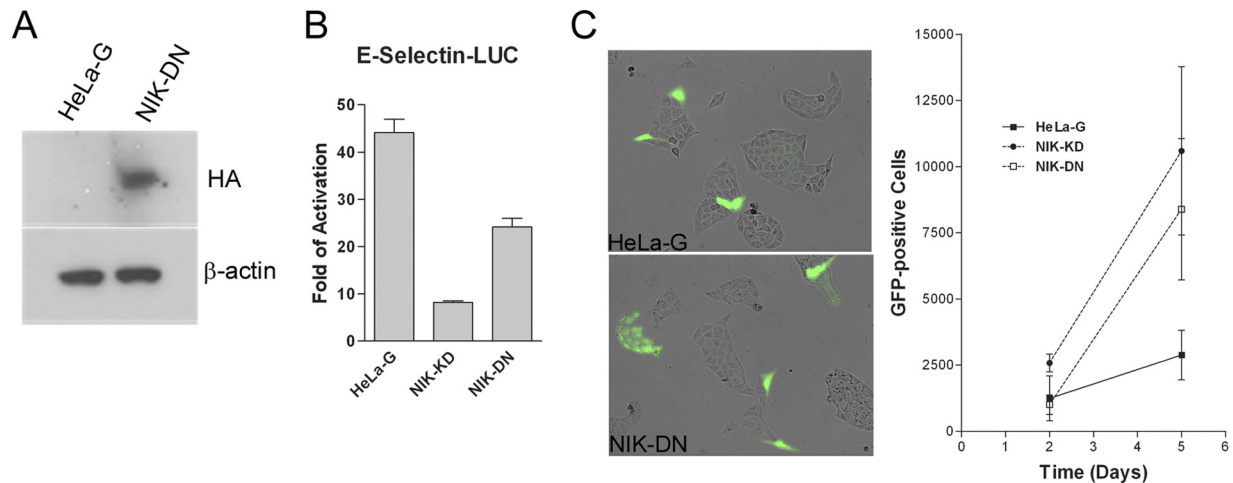 A
HeLa-G
NIK-DN
HA
β-actin
B
E-Selectin-LUC
Fold of Activation
50
40
30
20
10
0
HeLa-G
NIK-KD
NIK-DN
C
HeLa-G
NIK-DN
GFP-positive Cells
15000
12500
10000
7500
5000
2500
0
HeLa-G
NIK-KD
NIK-DN
0 1 2 3 4 5 6
Time (Days)